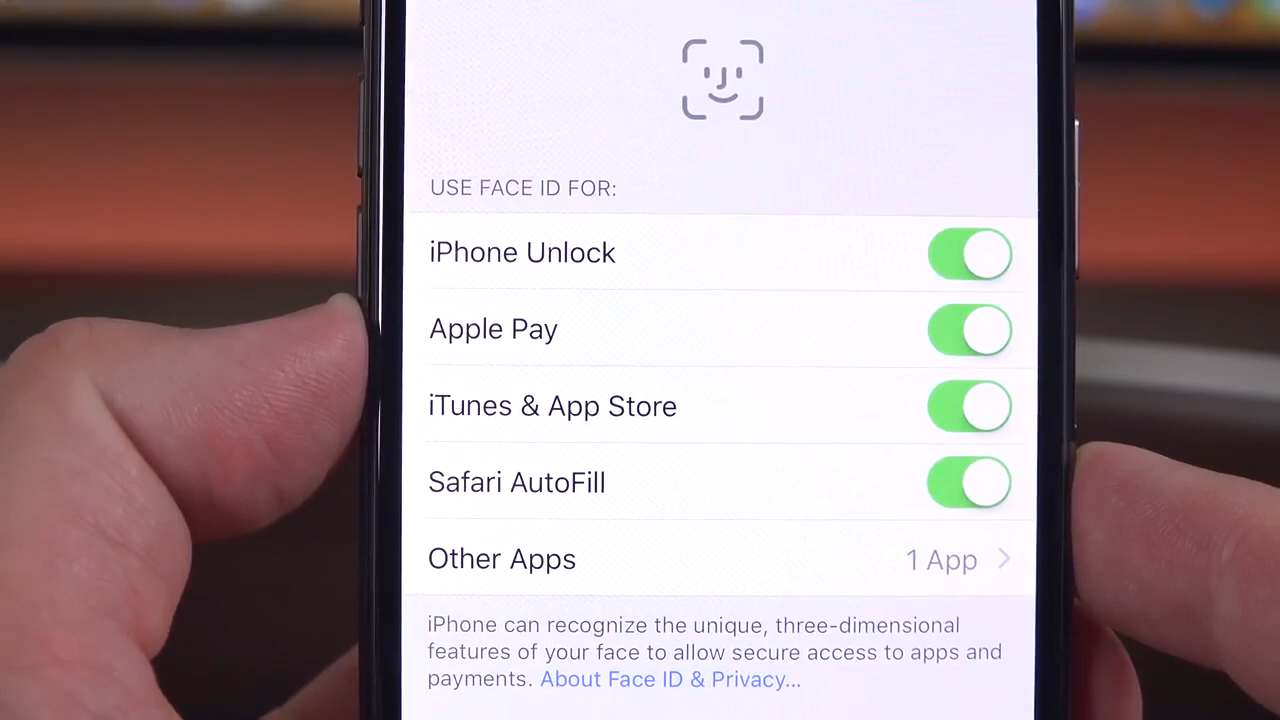 USE FACE ID FOR:
iPhone Unlock
Apple Pay
iTunes & App Store
Safari AutoFill
Other Apps 1 App
iPhone can recognize the unique, three-dimensional
features of your face to allow secure access to apps and
payments. About Face ID & Privacy...